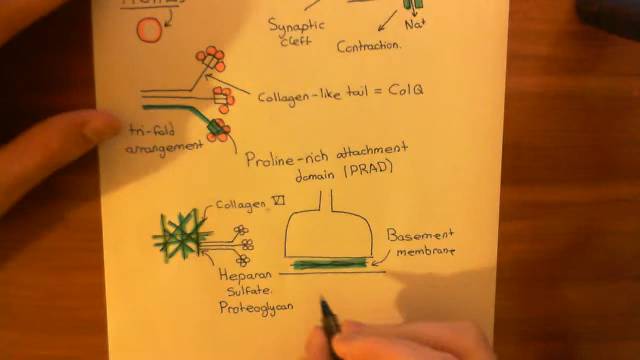 Synaptic
cleft
Na+
Contraction.
Collagen-like tail = ColQ
tri-fold
arrangement
Proline-rich attachment
domain (PRAD)
Collagen VI
Basement
membrane
Heparan
Sulfate.
Proteoglycan